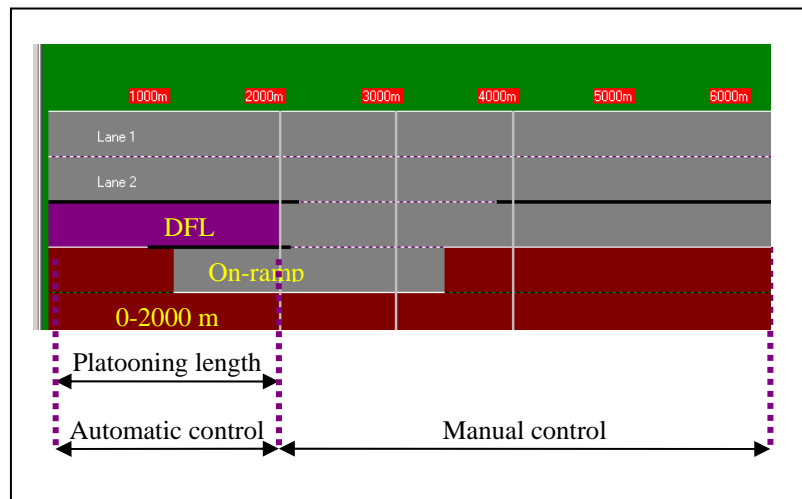 1000m 2000m 3000m 4000m 5000m 6000m
Lane 1
Lane 2
DFL
On-ramp
0-2000 m
Platooning length
Automatic control Manual control